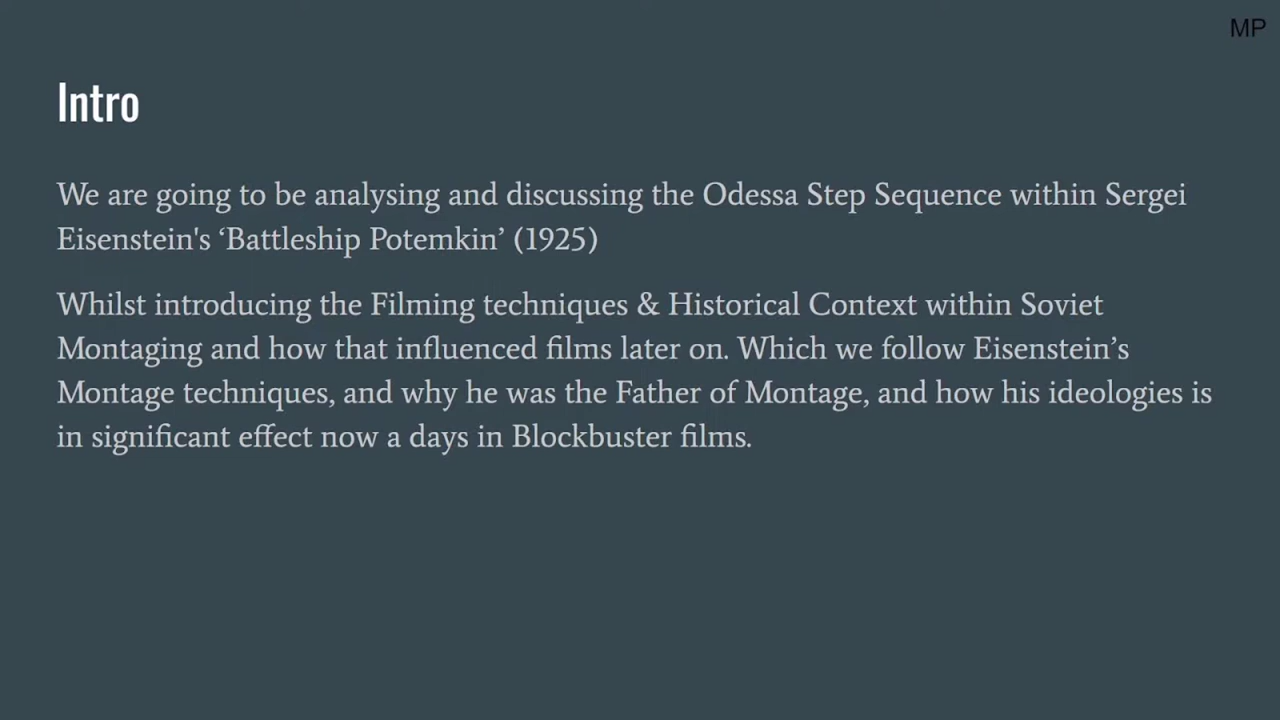 MP
Intro
We are going to be analysing and discussing the Odessa Step Sequence within Sergei
Eisenstein's ‘Battleship Potemkin’ (1925)
Whilst introducing the Filming techniques & Historical Context within Soviet
Montaging and how that influenced films later on. Which we follow Eisenstein’s
Montage techniques, and why he was the Father of Montage, and how his ideologies is
in significant effect now a days in Blockbuster films.